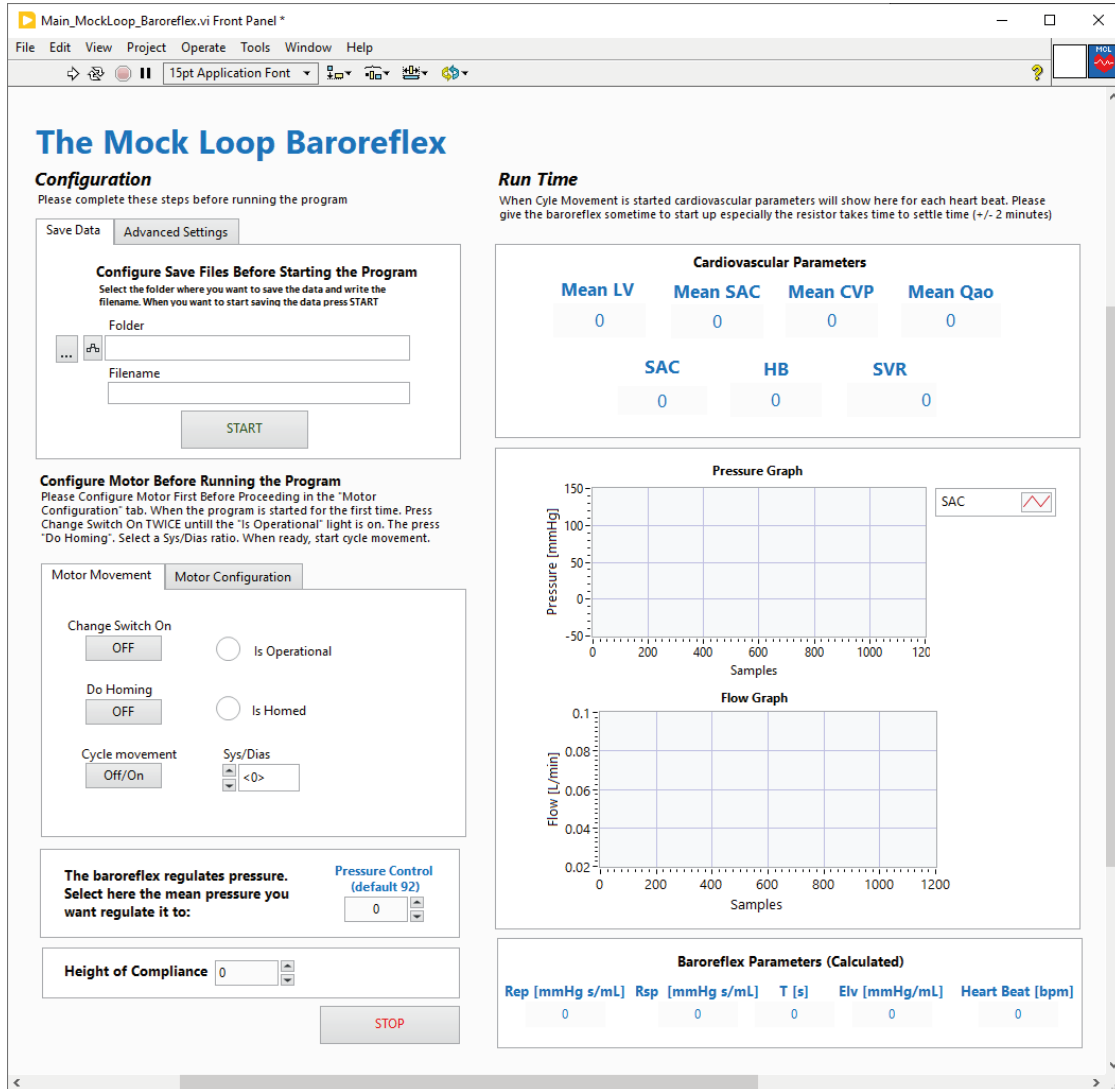 Main_MockLoop_Baroreflex.vi Front Panel *
File Edit View Project Operate Tools Window Help
15pt Application Font
MCL
The Mock Loop Baroreflex
Configuration
Please complete these steps before running the program
Save Data
Advanced Settings
Configure Save Files Before Starting the Program
Select the folder where you want to save the data and write the
filename. When you want to start saving the data press START
Folder
...
Filename
START
Configure Motor Before Running the Program
Please Configure Motor First Before Proceeding in the "Motor
Configuration" tab. When the program is started for the first time. Press
Change Switch On TWICE untill the "Is Operational" light is on. The press
"Do Homing". Select a Sys/Dias ratio. When ready, start cycle movement.
Motor Movement
Motor Configuration
Change Switch On
OFF
Is Operational
Do Homing
OFF
Is Homed
Cycle movement
Off/On
Sys/Dias
<0>
The baroreflex regulates pressure.
Select here the mean pressure you
want regulate it to:
Pressure Control
(default 92)
0
Height of Compliance 0
STOP
Run Time
When Cyle Movement is started cardiovascular parameters will show here for each heart beat. Please
give the baroreflex sometime to start up especially the resistor takes time to settle time (+/- 2 minutes)
Cardiovascular Parameters
Mean LV Mean SAC Mean CVP Mean Qao
0 0 0 0
SAC HB SVR
0 0 0
Pressure Graph
SAC
Pressure [mmHg]
150
100
50
0
-50
0 200 400 600 800 1000 120
Samples
Flow Graph
Flow [L/min]
0.1
0.08
0.06
0.04
0.02
0 200 400 600 800 1000 1200
Samples
Baroreflex Parameters (Calculated)
Rep [mmHg s/mL] Rsp [mmHg s/mL] T [s] Elv [mmHg/mL] Heart Beat [bpm]
0 0 0 0 0